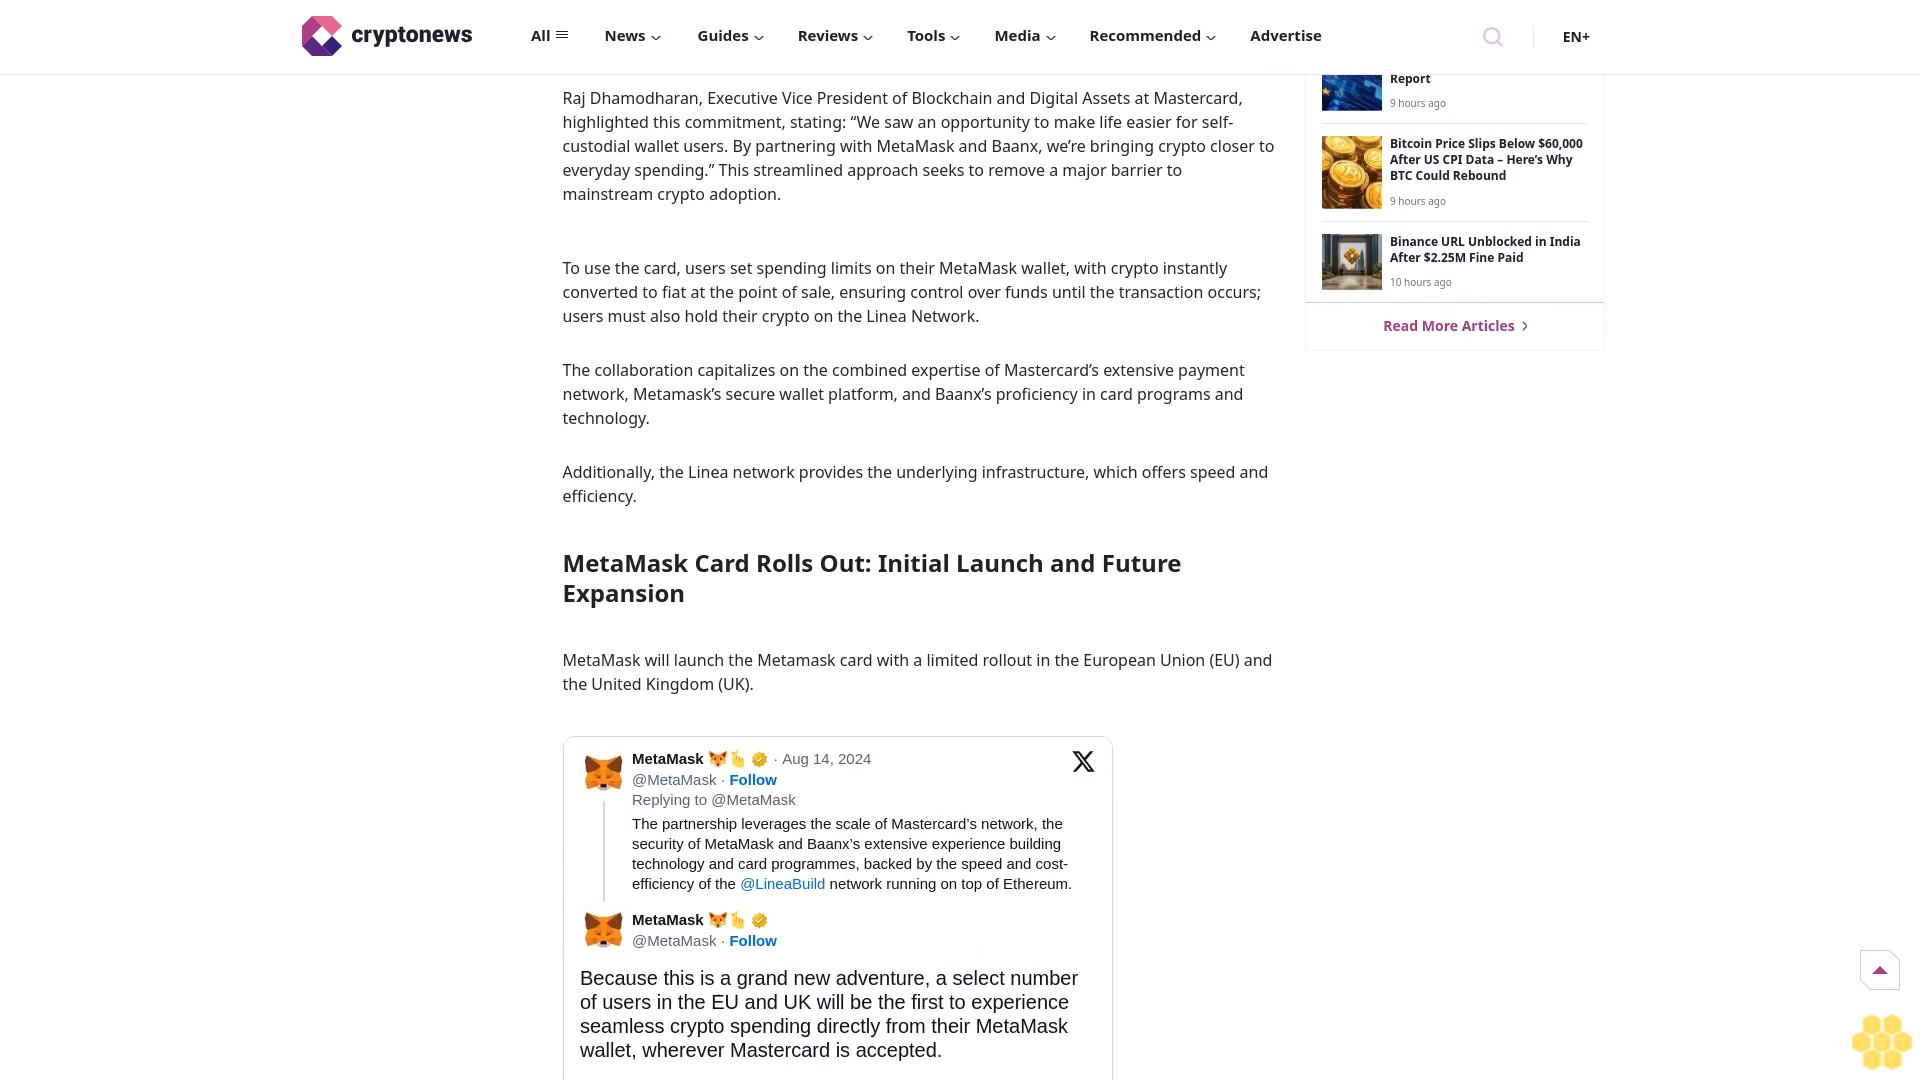 cryptonews
All
News
Guides
Reviews
Tools
Media
Recommended
Advertise
EN+
Raj Dhamodharan, Executive Vice President of Blockchain and Digital Assets at Mastercard,
highlighted this commitment, stating: “We saw an opportunity to make life easier for self-
custodial wallet users. By partnering with MetaMask and Baanx, we’re bringing crypto closer to
everyday spending.” This streamlined approach seeks to remove a major barrier to
mainstream crypto adoption.
To use the card, users set spending limits on their MetaMask wallet, with crypto instantly
converted to fiat at the point of sale, ensuring control over funds until the transaction occurs;
users must also hold their crypto on the Linea Network.
The collaboration capitalizes on the combined expertise of Mastercard’s extensive payment
network, Metamask’s secure wallet platform, and Baanx’s proficiency in card programs and
technology.
Additionally, the Linea network provides the underlying infrastructure, which offers speed and
efficiency.
MetaMask Card Rolls Out: Initial Launch and Future
Expansion
MetaMask will launch the Metamask card with a limited rollout in the European Union (EU) and
the United Kingdom (UK).
MetaMask 🦊🫰 · Aug 14, 2024
@MetaMask · Follow
Replying to @MetaMask
The partnership leverages the scale of Mastercard’s network, the
security of MetaMask and Baanx’s extensive experience building
technology and card programmes, backed by the speed and cost-
efficiency of the @LineaBuild network running on top of Ethereum.
MetaMask 🦊🫰
@MetaMask · Follow
Because this is a grand new adventure, a select number
of users in the EU and UK will be the first to experience
seamless crypto spending directly from their MetaMask
wallet, wherever Mastercard is accepted.
Report
9 hours ago
Bitcoin Price Slips Below $60,000
After US CPI Data – Here’s Why
BTC Could Rebound
9 hours ago
Binance URL Unblocked in India
After $2.25M Fine Paid
10 hours ago
Read More Articles